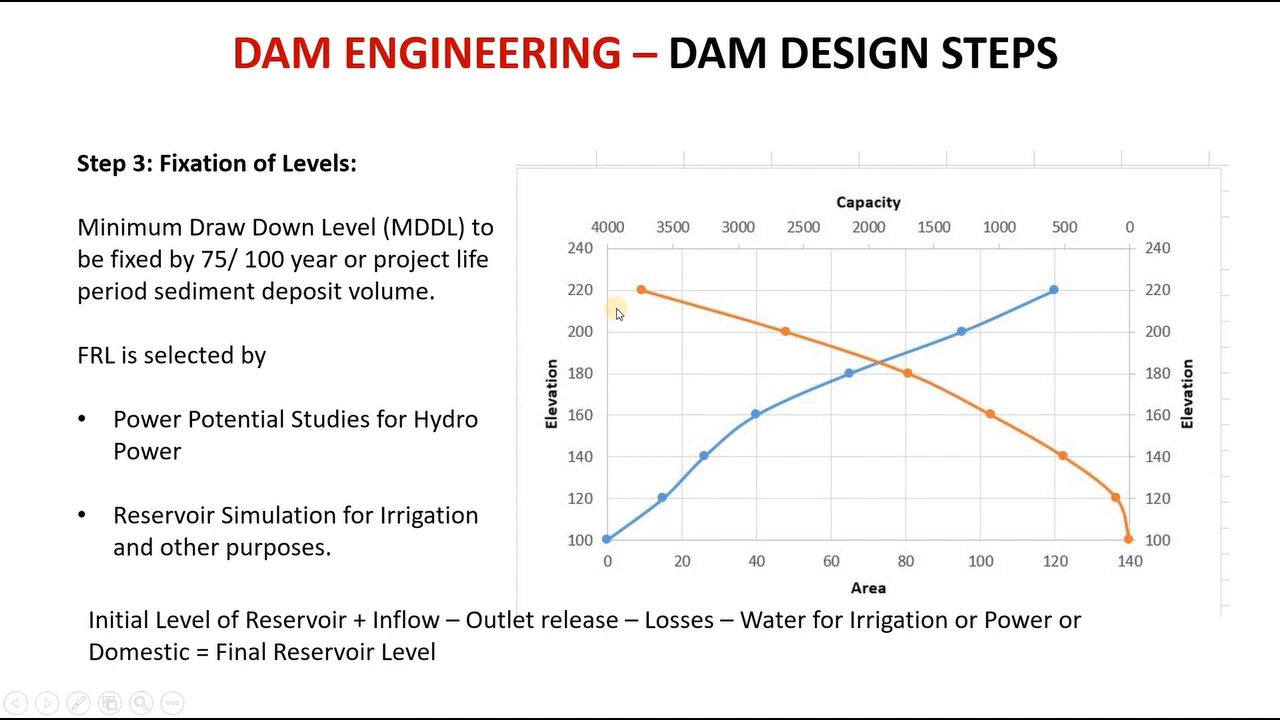 DAM ENGINEERING – DAM DESIGN STEPS
Step 3: Fixation of Levels:
Minimum Draw Down Level (MDDL) to
be fixed by 75/ 100 year or project life
period sediment deposit volume.
FRL is selected by
• Power Potential Studies for Hydro
Power
• Reservoir Simulation for Irrigation
and other purposes.
Capacity
4000 3500 3000 2500 2000 1500 1000 500 0
240 240
220 220
200 200
180 180
160 160
140 140
120 120
100 100
Elevation
Elevation
0 20 40 60 80 100 120 140
Area
Initial Level of Reservoir + Inflow – Outlet release – Losses – Water for Irrigation or Power or
Domestic = Final Reservoir Level